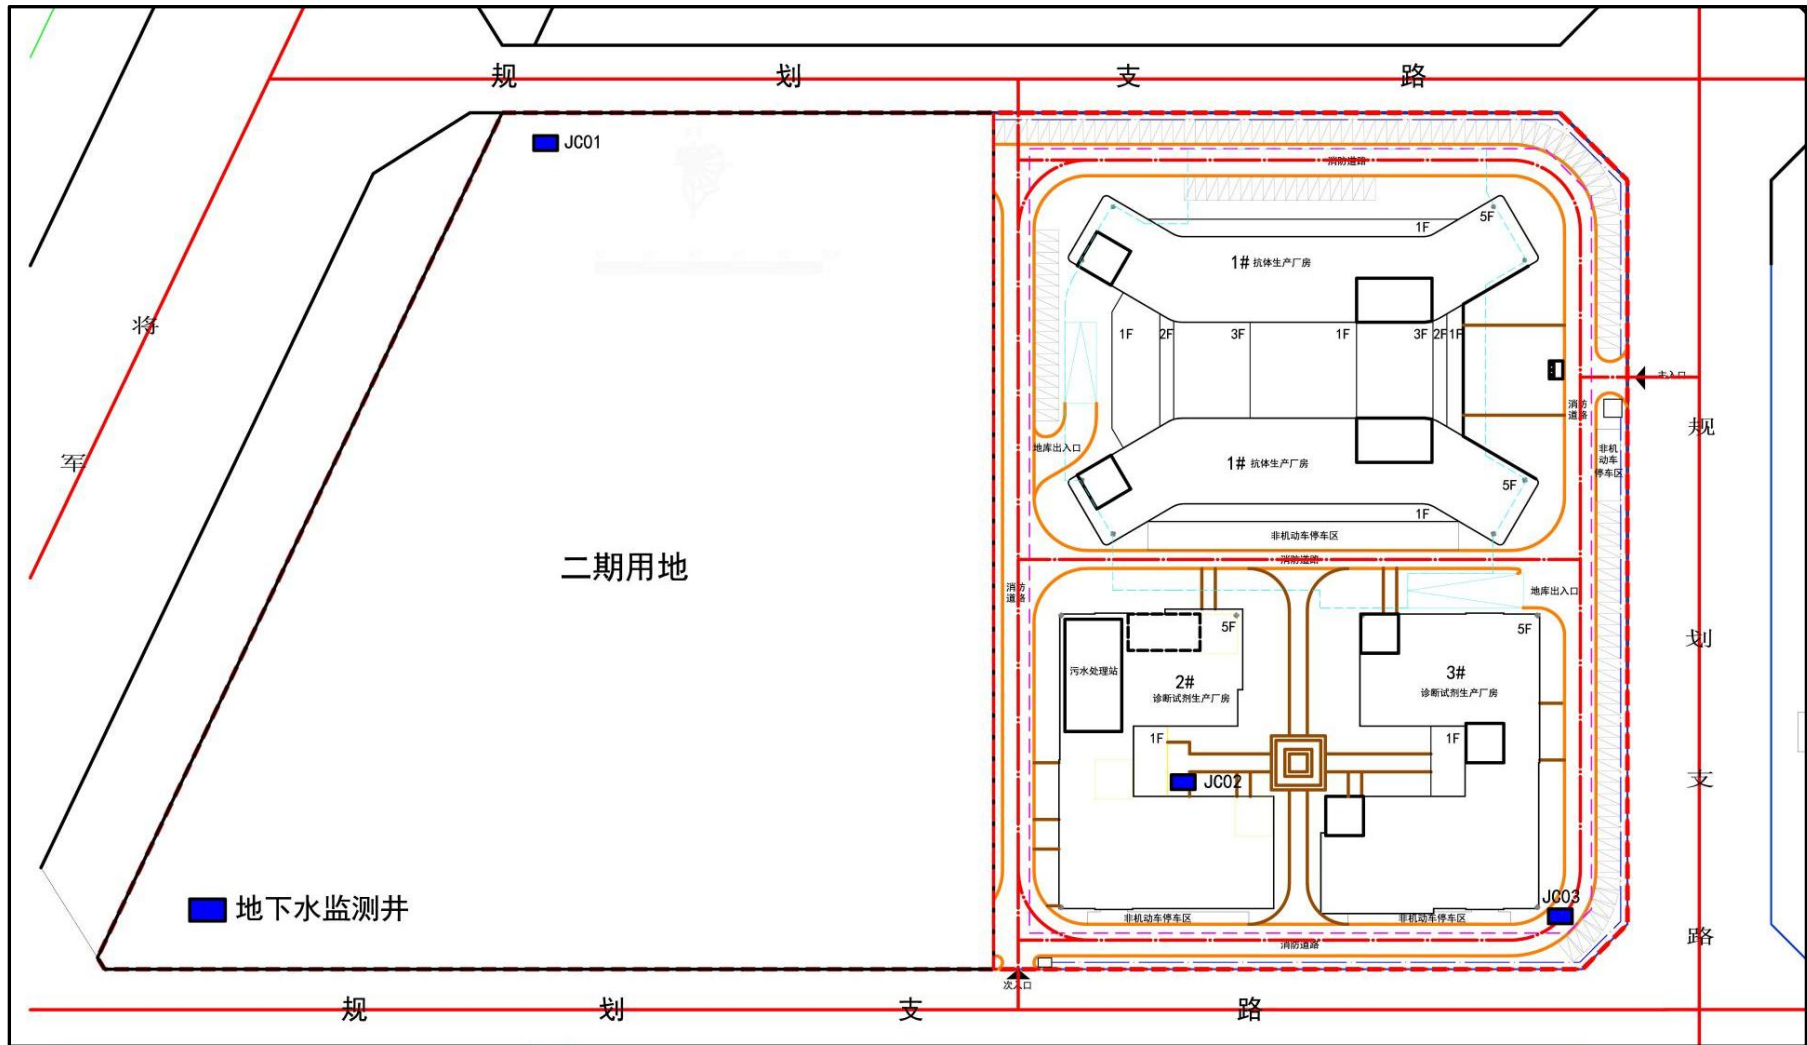 规 划 支 路
JC01
消防道路
5F
1F
1# 抗体生产厂房
将
1F 2F 3F 1F 3F 2F 1F
主入口
消防
道路
规
军
地库出入口
非机
动车
停车区
1# 抗体生产厂房
5F
1F
非机动车停车区
消防道路
二期用地
消防
道路
地库出入口
5F
5F
划
污水处理站
2#
诊断试剂生产厂房
3#
诊断试剂生产厂房
1F
1F
JC02
支
JC03
地下水监测井
非机动车停车区
非机动车停车区
路
消防道路
次入口
规 划 支 路